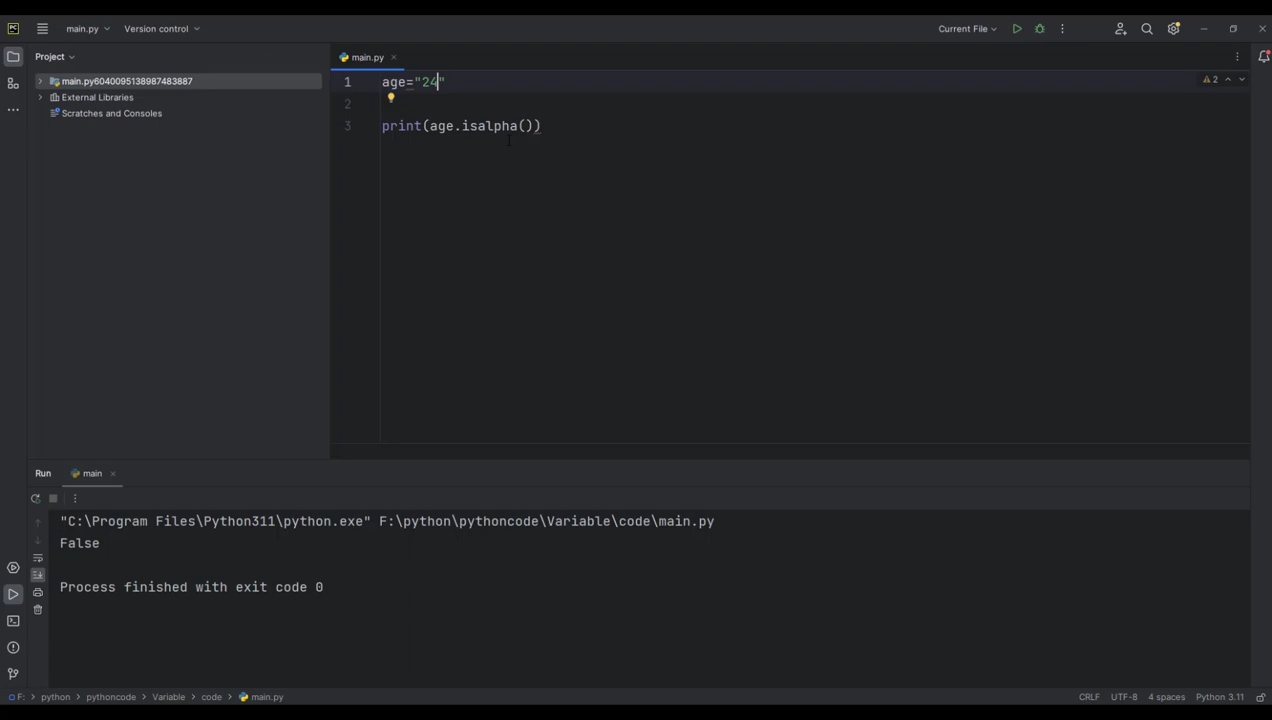 PC
main.py
Version control
Current File
Project
main.py
main.py6040095138987483887
External Libraries
Scratches and Consoles
1 age="24"
2
3 print(age.isalpha())
2
Run
main
"C:\Program Files\Python311\python.exe" F:\python\pythoncode\Variable\code\main.py
False
Process finished with exit code 0
F: python pythoncode Variable code main.py
CRLF UTF-8 4 spaces Python 3.11